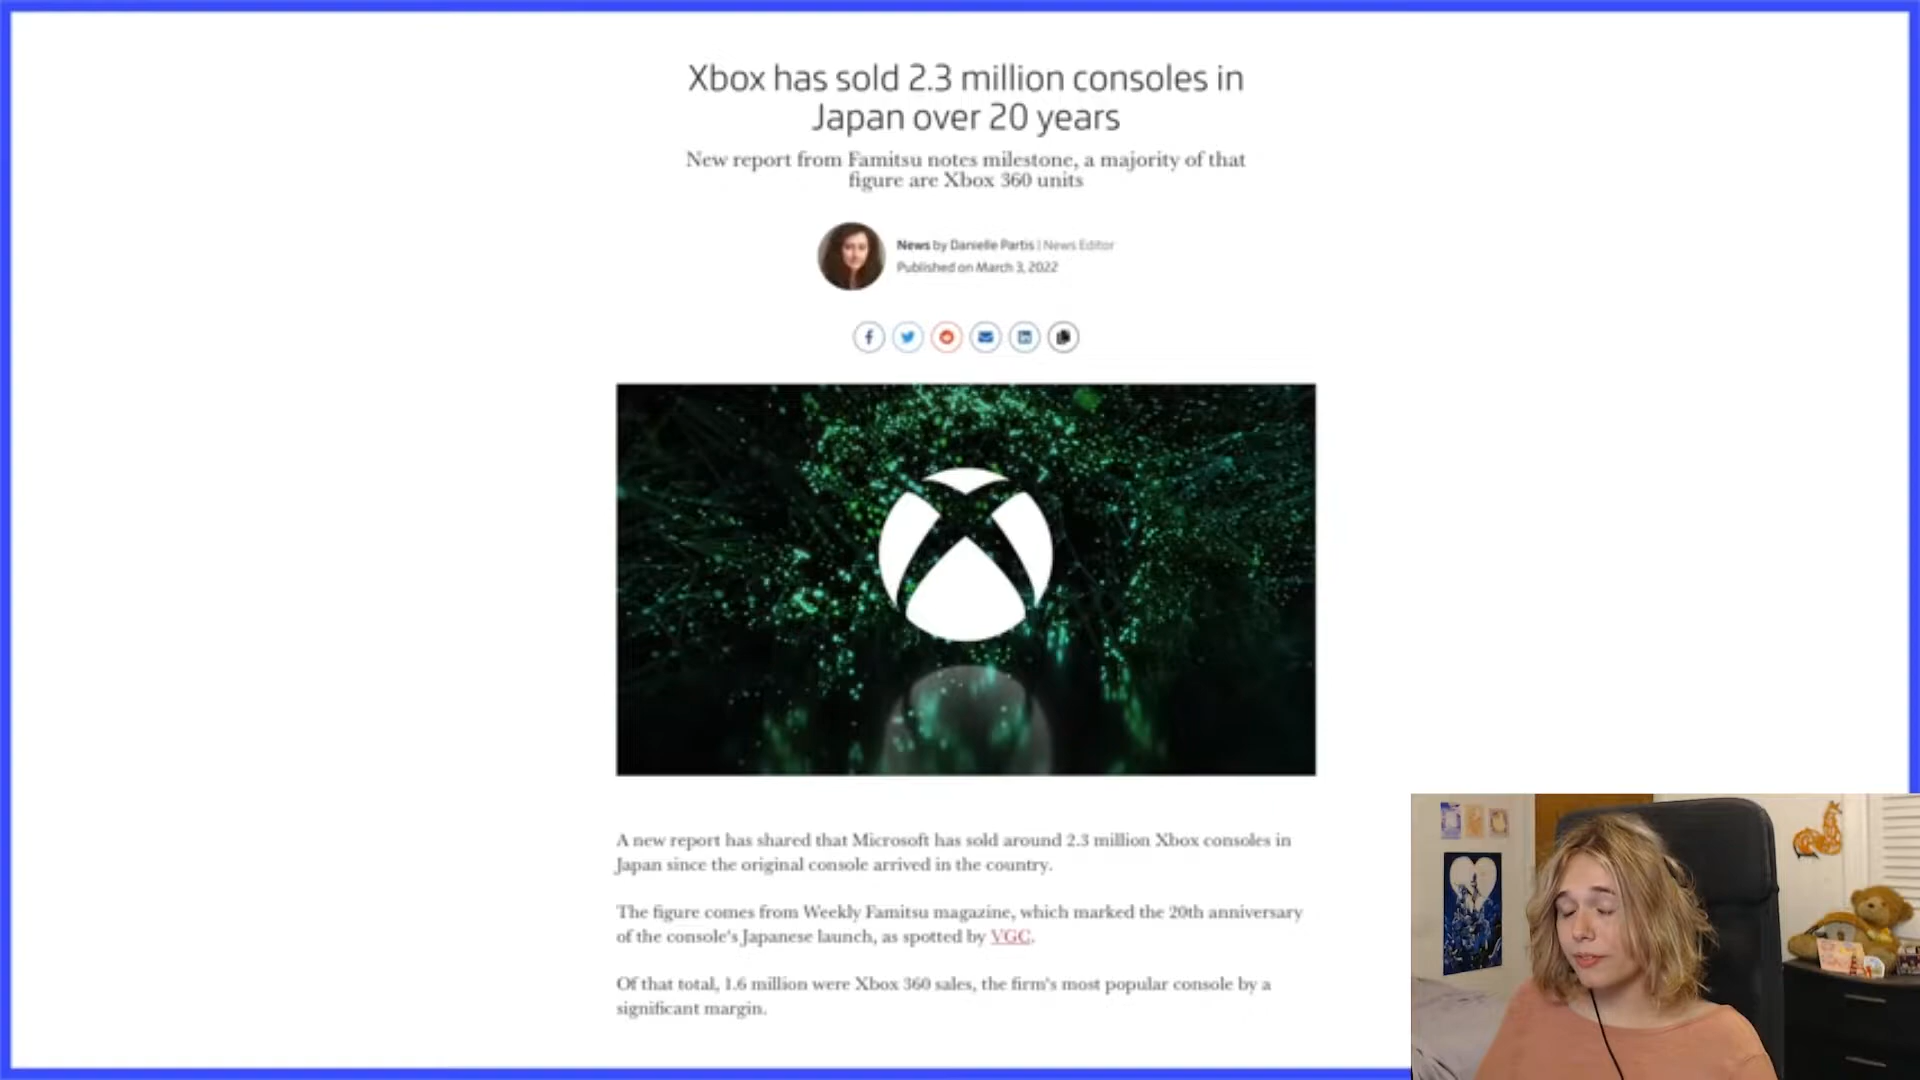 Xbox has sold 2.3 million consoles in
Japan over 20 years
New report from Famitsu notes milestone, a majority of that
figure are Xbox 360 units
News by Danielle Partis | News Editor
Published on March 3, 2022
A new report has shared that Microsoft has sold around 2.3 million Xbox consoles in
Japan since the original console arrived in the country.
The figure comes from Weekly Famitsu magazine, which marked the 20th anniversary
of the console's Japanese launch, as spotted by VGC.
Of that total, 1.6 million were Xbox 360 sales, the firm's most popular console by a
significant margin.